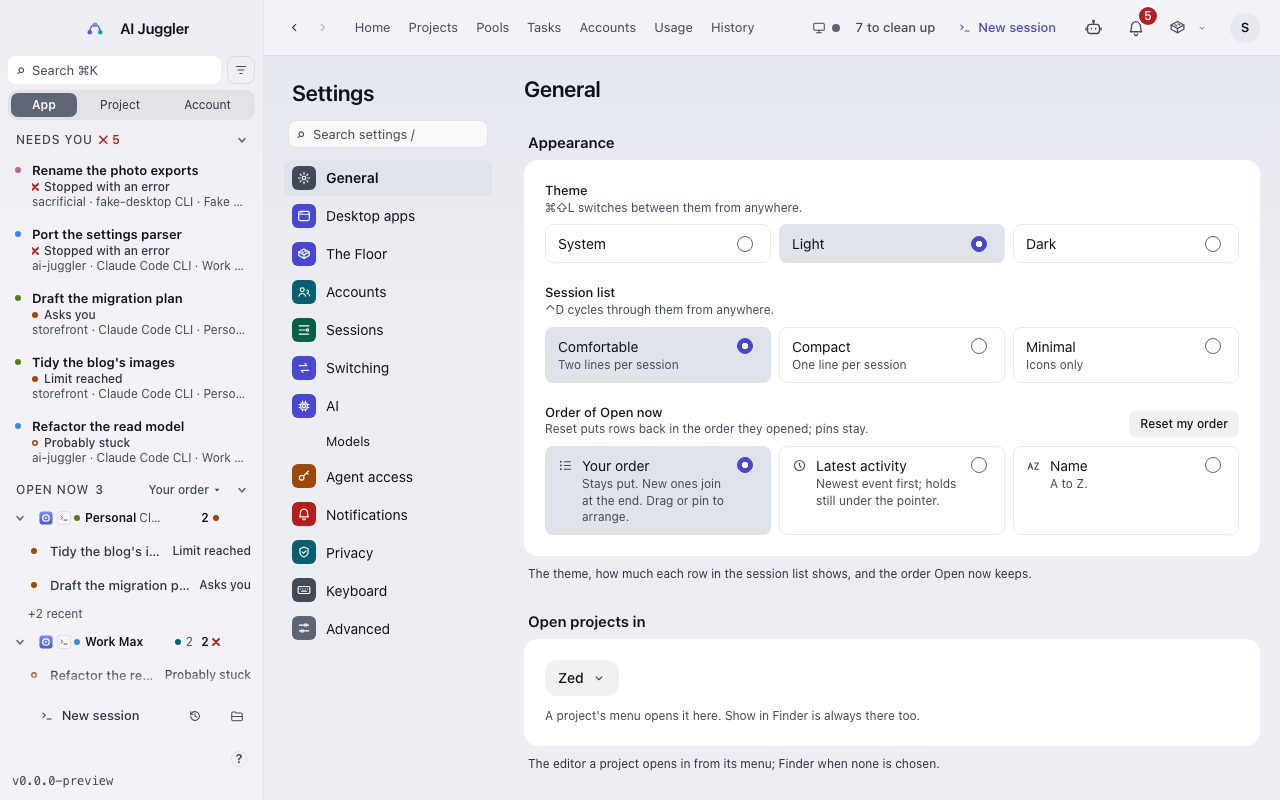 AI Juggler
Search ⌘K
App
Project
Account
NEEDS YOU
5
Rename the photo exports
Stopped with an error
sacrificial · fake-desktop CLI · Fake ...
Port the settings parser
Stopped with an error
ai-juggler · Claude Code CLI · Work ...
Draft the migration plan
Asks you
storefront · Claude Code CLI · Perso...
Tidy the blog's images
Limit reached
storefront · Claude Code CLI · Perso...
Refactor the read model
Probably stuck
ai-juggler · Claude Code CLI · Work ...
OPEN NOW 3
Your order
Personal Cl...
2
Tidy the blog's i...
Limit reached
Draft the migration p...
Asks you
+2 recent
Work Max
2
2
Refactor the re...
Probably stuck
New session
?
v0.0.0-preview
Home
Projects
Pools
Tasks
Accounts
Usage
History
7 to clean up
New session
5
S
Settings
Search settings /
General
Desktop apps
The Floor
Accounts
Sessions
Switching
AI
Models
Agent access
Notifications
Privacy
Keyboard
Advanced
General
Appearance
Theme
⌘⇧L switches between them from anywhere.
System
Light
Dark
Session list
^D cycles through them from anywhere.
Comfortable
Two lines per session
Compact
One line per session
Minimal
Icons only
Order of Open now
Reset puts rows back in the order they opened; pins stay.
Reset my order
Your order
Stays put. New ones join
at the end. Drag or pin to
arrange.
Latest activity
Newest event first; holds
still under the pointer.
AZ
Name
A to Z.
The theme, how much each row in the session list shows, and the order Open now keeps.
Open projects in
Zed
A project's menu opens it here. Show in Finder is always there too.
The editor a project opens in from its menu; Finder when none is chosen.